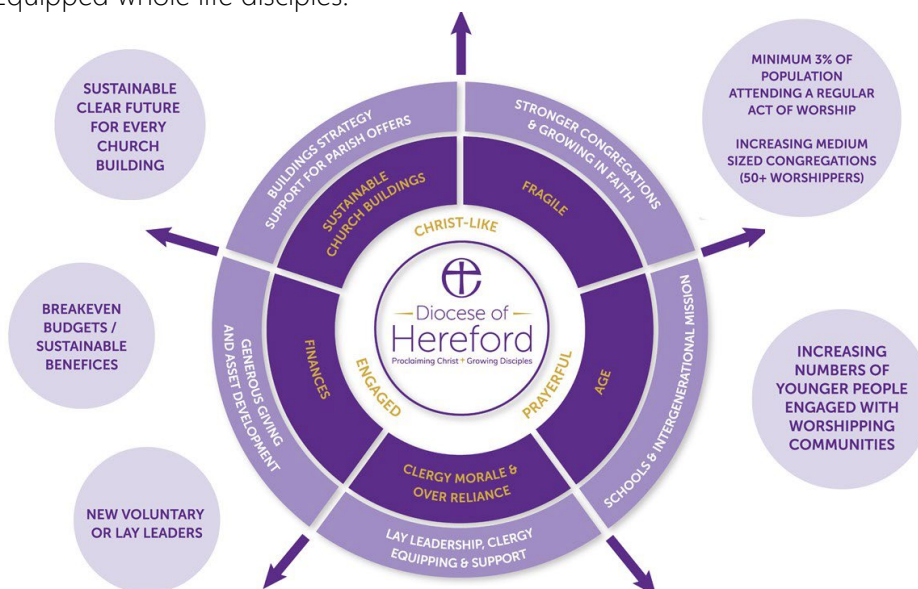 Equipped whole life disciples.
SUSTAINABLE
CLEAR FUTURE
FOR EVERY
CHURCH
BUILDING
MINIMUM 3% OF
POPULATION
ATTENDING A REGULAR
ACT OF WORSHIP
INCREASING MEDIUM
SIZED CONGREGATIONS
(50+ WORSHIPPERS)
BUILDINGS STRATEGY
SUPPORT FOR PARISH OFFERS
STRONGER CONGREGATIONS
& GROWING IN FAITH
SUSTAINABLE
CHURCH BUILDINGS
FRAGILE
CHRIST-LIKE
Diocese of
Hereford
Proclaiming Christ + Growing Disciples
ENGAGED
PRAYERFUL
FINANCES
AGE
GENEROUS GIVING
AND ASSET DEVELOPMENT
SCHOOLS & INTERGENERATIONAL MISSION
BREAKEVEN
BUDGETS /
SUSTAINABLE
BENEFICES
INCREASING
NUMBERS OF
YOUNGER PEOPLE
ENGAGED WITH
WORSHIPPING
COMMUNITIES
CLERGY MORALE &
OVER RELIANCE
LAY LEADERSHIP, CLERGY
EQUIPPING & SUPPORT
NEW VOLUNTARY
OR LAY LEADERS